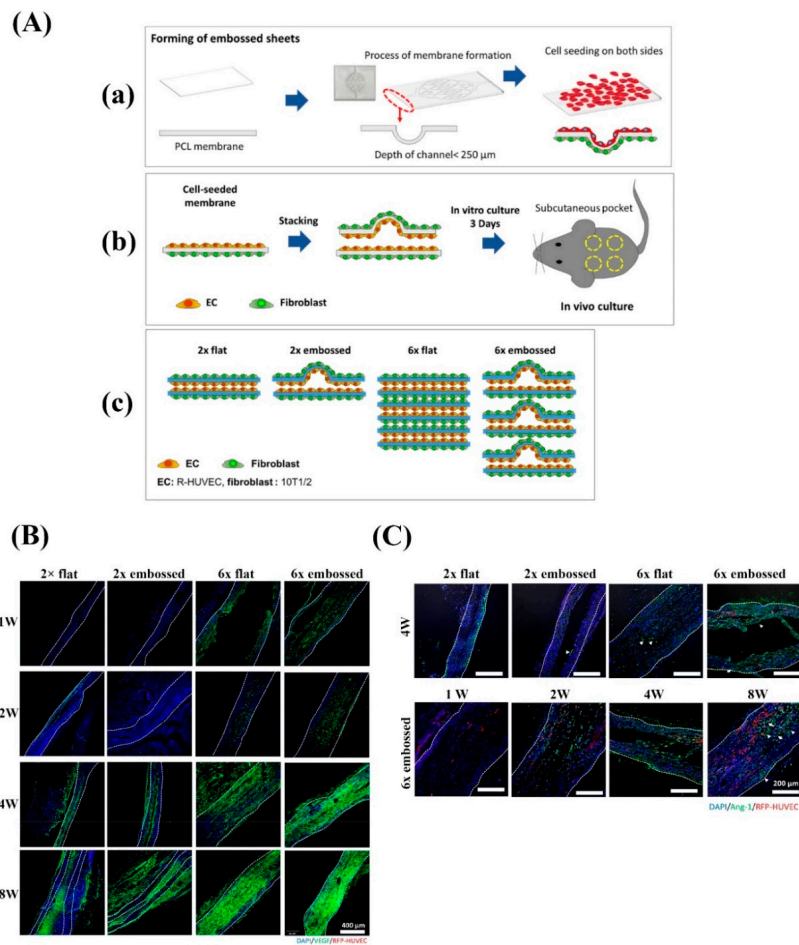 (A)
Forming of embossed sheets
Process of membrane formation
Cell seeding on both sides
(a)
PCL membrane
Depth of channel< 250 μm
Cell-seeded
membrane
Stacking
In vitro culture
3 Days
Subcutaneous pocket
(b)
EC
Fibroblast
In vivo culture
2x flat
2x embossed
6x flat
6x embossed
(c)
EC
Fibroblast
EC: R-HUVEC, fibroblast : 10T1/2
(B)
2× flat
2x embossed
6x flat
6x embossed
1W
2W
4W
8W
400 μm
DAPI/VEGF/RFP-HUVEC
(C)
2x flat
2x embossed
6x flat
6x embossed
4W
1 W
2W
4W
8W
6x embossed
200 μm
DAPI/Ang-1/RFP-HUVEC